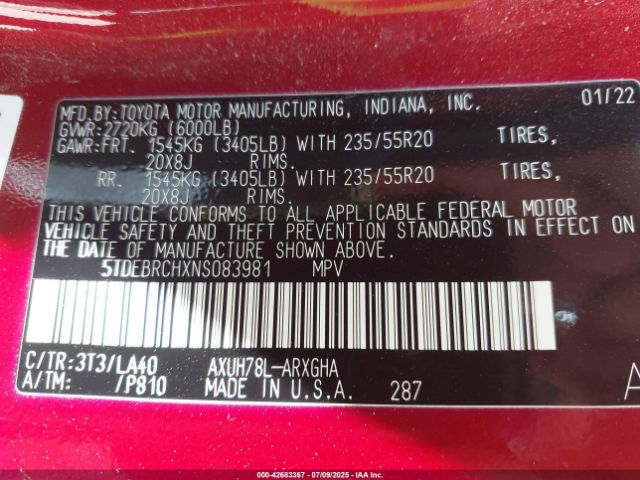 MFD.BY:TOYOTA MOTOR MANUFACTURING, INDIANA, INC. 01/22
GVWR:2720KG (6000LB)
GAWR:FRT. 1545KG (3405LB) WITH 235/55R20 TIRES,
20X8J RIMS.
RR. 1545KG (3405LB) WITH 235/55R20 TIRES,
20X8J RIMS.
THIS VEHICLE CONFORMS TO ALL APPLICABLE FEDERAL MOTOR
VEHICLE SAFETY AND THEFT PREVENTION STANDARDS IN EFFECT ON
THE DATE OF MANUFACTURE SHOWN ABOVE.
5TDEBRCHXNS083981 MPV
C/TR:3T3/LA40 AXUH78L-ARXGHA
A/TM: /P810 MADE IN U.S.A. 287 A
000-42683367 / 07/09/2025 / IAAI.COM